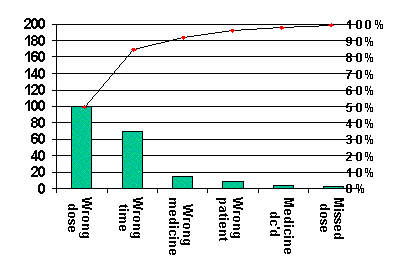 200
180
160
140
120
100
80
60
40
20
0
100%
90%
80%
70%
60%
50%
40%
30%
20%
10%
0%
Wrong
dose
Wrong
time
Wrong
medicine
Wrong
patient
Medicine
dc'd
Missed
dose